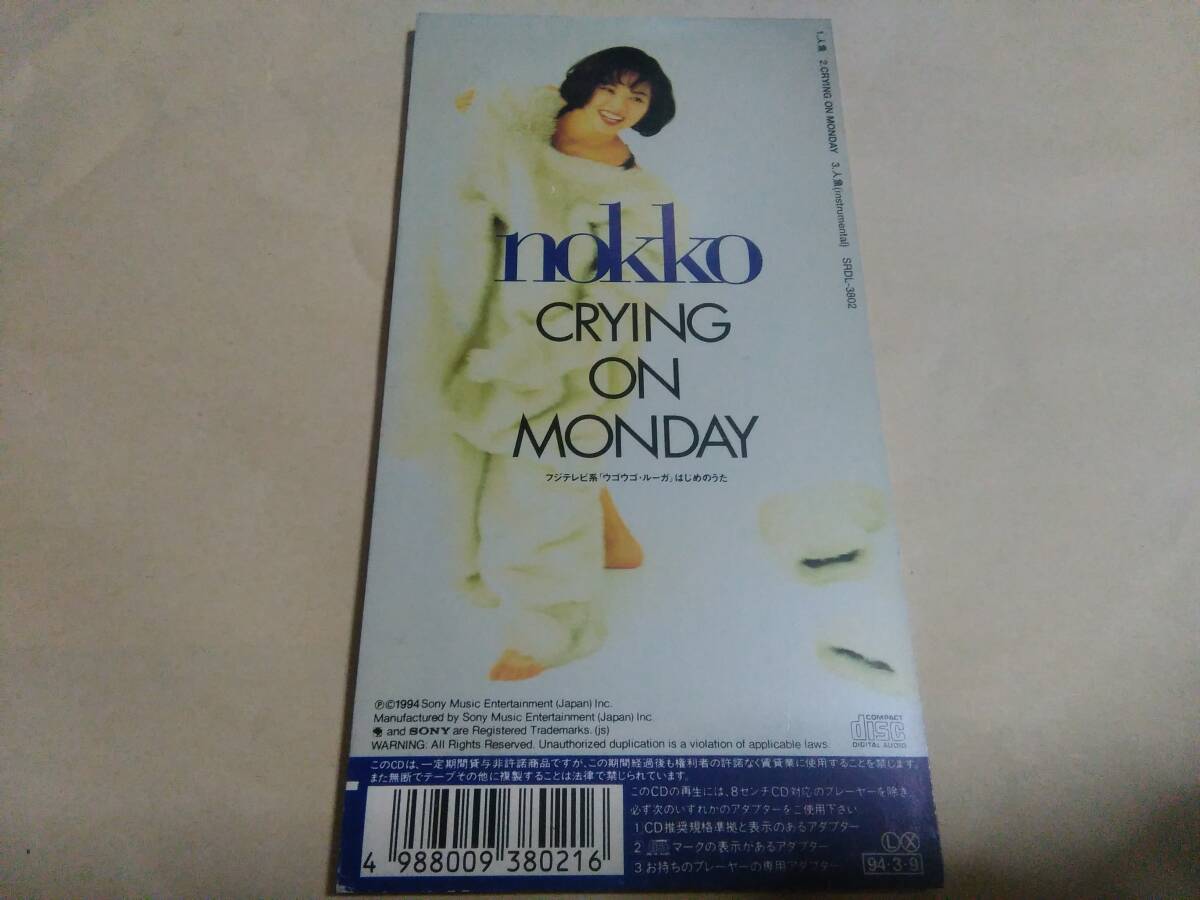 1.人魚 2.CRYING ON MONDAY 3.人魚(instrumental) SRDL-3802
nokko
CRYING
ON
MONDAY
フジテレビ系「ウゴウゴ・ルーガ」はじめのうた
Ⓟ©1994 Sony Music Entertainment (Japan) Inc.
Manufactured by Sony Music Entertainment (Japan) Inc.
and SONY are Registered Trademarks. (js)
WARNING: All Rights Reserved. Unauthorized duplication is a violation of applicable laws.
COMPACT
disc
DIGITAL AUDIO
このCDは、一定期間貸与非許諾商品ですが、この期間経過後も権利者の許諾なく賃貸業に使用することを禁じます。
また無断でテープその他に複製することは法律で禁じられています。
このCDの再生には、8センチCD対応のプレーヤーを除き、
必ず次のいずれかのアダプターをご使用下さい
1 CD推奨規格準拠と表示のあるアダプター
2 マークの表示があるアダプター
3 お持ちのプレーヤーの専用アダプター
Ⓛ Ⓧ
94・3・9
4 988009 380216